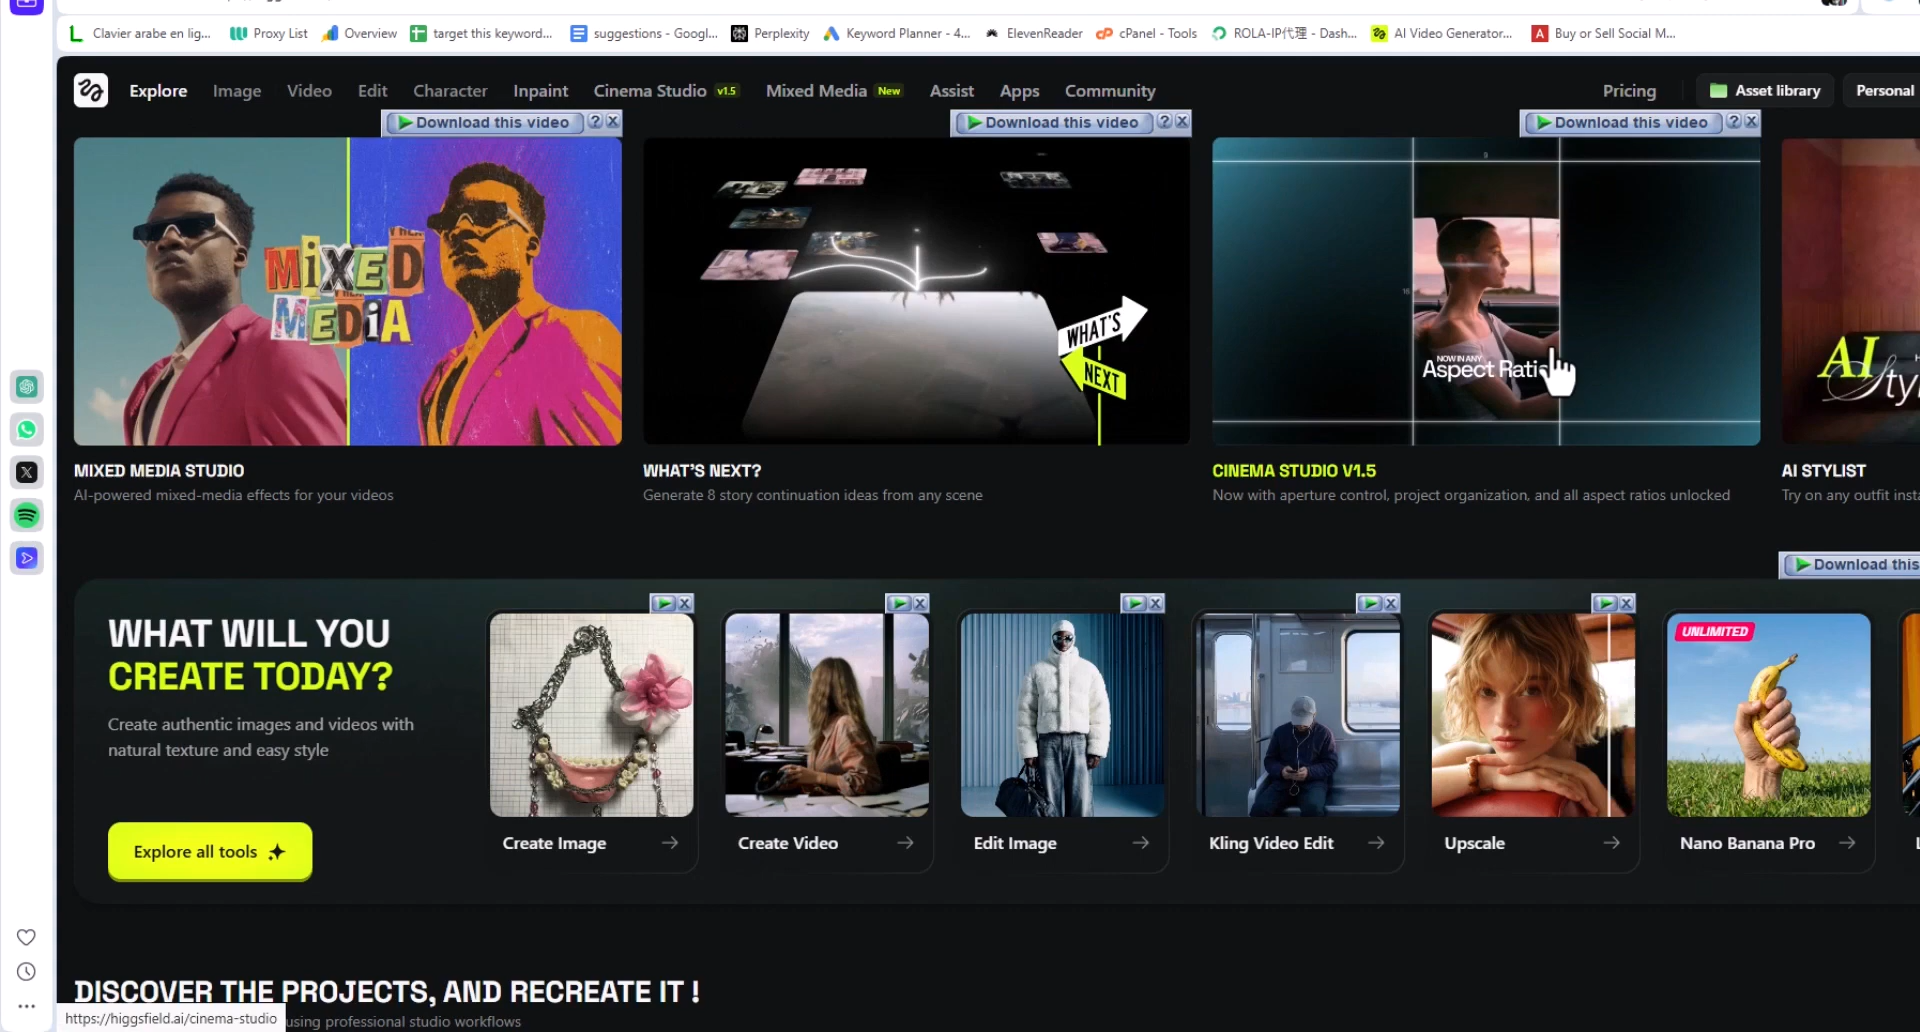 Clavier arabe en lig...
Proxy List
Overview
target this keyword...
suggestions - Googl...
Perplexity
Keyword Planner - 4...
ElevenReader
cPanel - Tools
ROLA-IP代理 - Dash...
AI Video Generator...
Buy or Sell Social M...
Explore
Image
Video
Edit
Character
Inpaint
Cinema Studio v1.5
Mixed Media New
Assist
Apps
Community
Pricing
Asset library
Personal
Download this video ? X
Download this video ? X
Download this video ? X
MIXED
MEDIA
WHAT'S
NEXT
9
16
NOW IN ANY
Aspect Rati
AI
MIXED MEDIA STUDIO
AI-powered mixed-media effects for your videos
WHAT'S NEXT?
Generate 8 story continuation ideas from any scene
CINEMA STUDIO V1.5
Now with aperture control, project organization, and all aspect ratios unlocked
AI STYLIST
Try on any outfit insta
Download this
WHAT WILL YOU
CREATE TODAY?
Create authentic images and videos with
natural texture and easy style
Explore all tools
Create Image
Create Video
Edit Image
Kling Video Edit
Upscale
UNLIMITED
Nano Banana Pro
DISCOVER THE PROJECTS, AND RECREATE IT !
https://higgsfield.ai/cinema-studio
using professional studio workflows